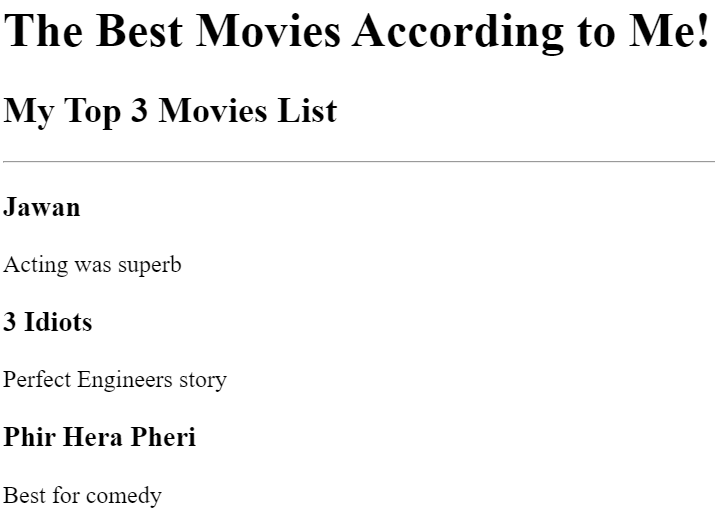 The Best Movies According to Me!
My Top 3 Movies List
Jawan
Acting was superb
3 Idiots
Perfect Engineers story
Phir Hera Pheri
Best for comedy